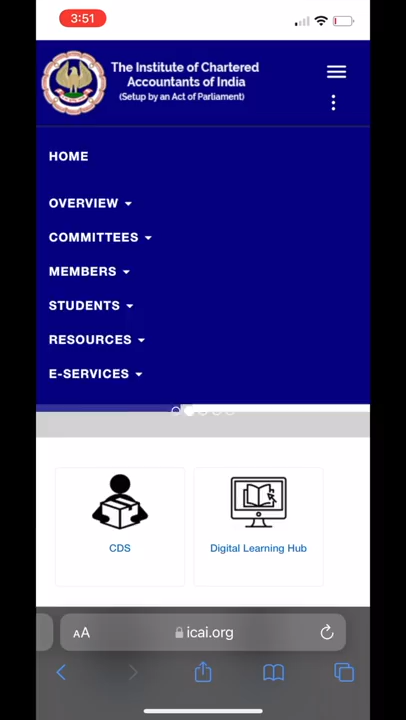 3:51
The Institute of Chartered
Accountants of India
(Setup by an Act of Parliament)
HOME
OVERVIEW
COMMITTEES
MEMBERS
STUDENTS
RESOURCES
E-SERVICES
CDS
Digital Learning Hub
AA
icai.org